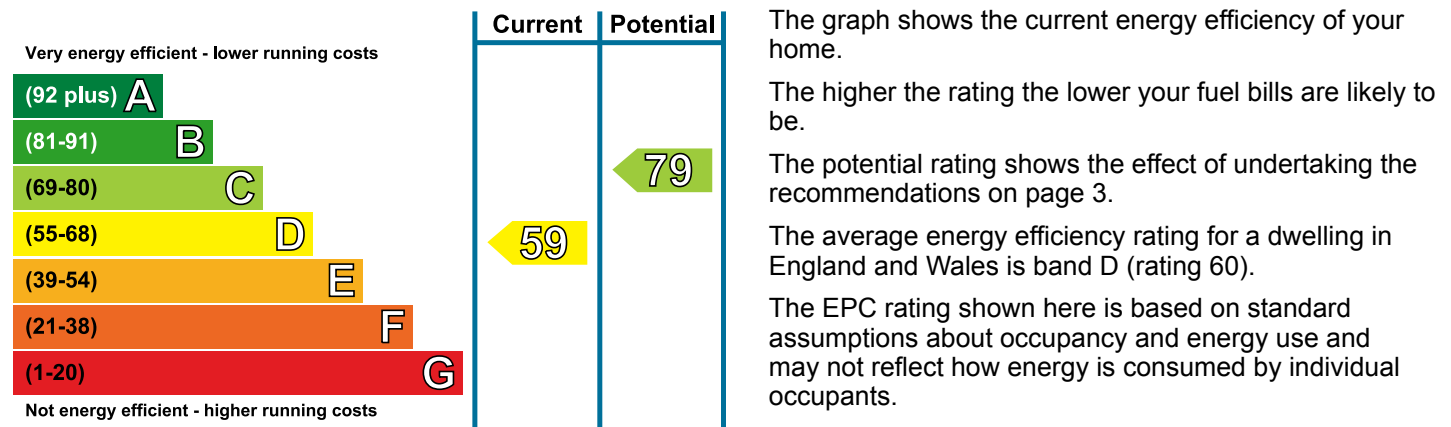 Current Potential
Very energy efficient - lower running costs
(92 plus) A
(81-91) B
(69-80) C
79
(55-68) D
59
(39-54) E
(21-38) F
(1-20) G
Not energy efficient - higher running costs
The graph shows the current energy efficiency of your
home.
The higher the rating the lower your fuel bills are likely to
be.
The potential rating shows the effect of undertaking the
recommendations on page 3.
The average energy efficiency rating for a dwelling in
England and Wales is band D (rating 60).
The EPC rating shown here is based on standard
assumptions about occupancy and energy use and
may not reflect how energy is consumed by individual
occupants.